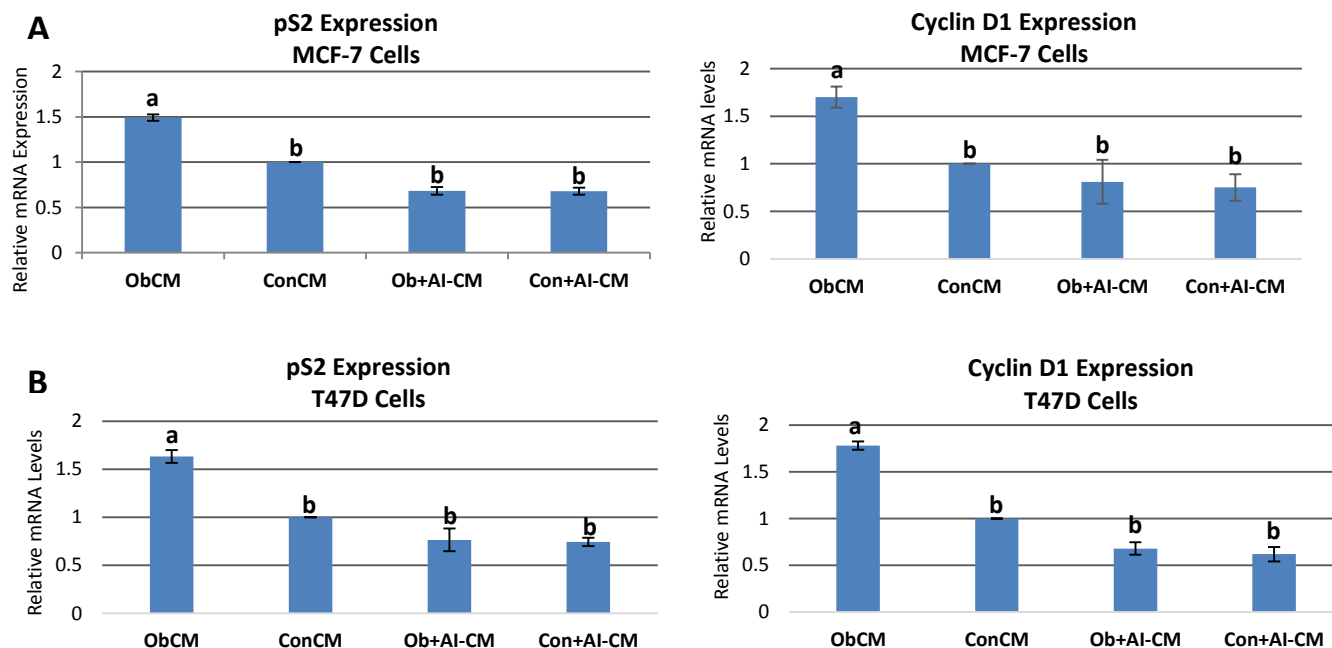 A
pS2 Expression
MCF-7 Cells
Relative mRNA Expression
2
1.5
1
0.5
0
a
b
b
b
ObCM
ConCM
Ob+AI-CM
Con+AI-CM
Cyclin D1 Expression
MCF-7 Cells
Relative mRNA levels
2
1.5
1
0.5
0
a
b
b
b
ObCM
ConCM
Ob+AI-CM
Con+AI-CM
B
pS2 Expression
T47D Cells
Relative mRNA Levels
2
1.5
1
0.5
0
a
b
b
b
ObCM
ConCM
Ob+AI-CM
Con+AI-CM
Cyclin D1 Expression
T47D Cells
Relative mRNA Levels
2
1.5
1
0.5
0
a
b
b
b
ObCM
ConCM
Ob+AI-CM
Con+AI-CM